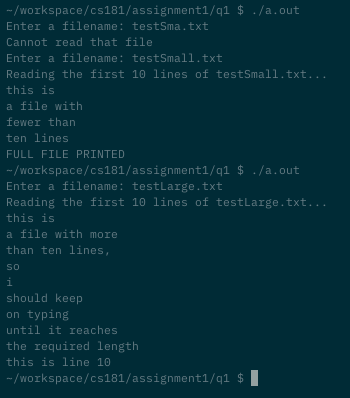 ~/workspace/cs181/assignment1/q1 $ ./a.out
Enter a filename: testSma.txt
Cannot read that file
Enter a filename: testSmall.txt
Reading the first 10 lines of testSmall.txt...
this is
a file with
fewer than
ten lines
FULL FILE PRINTED
~/workspace/cs181/assignment1/q1 $ ./a.out
Enter a filename: testLarge.txt
Reading the first 10 lines of testLarge.txt...
this is
a file with more
than ten lines,
so
i
should keep
on typing
until it reaches
the required length
this is line 10
~/workspace/cs181/assignment1/q1 $